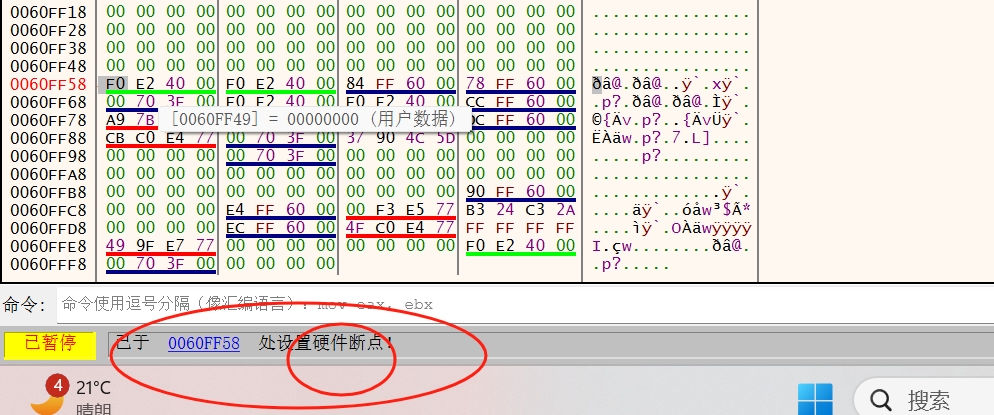 0060FF18 00 00 00 00 00 00 00 00 00 00 00 00 00 00 00 00 ................
0060FF28 00 00 00 00 00 00 00 00 00 00 00 00 00 00 00 00 ................
0060FF38 00 00 00 00 00 00 00 00 00 00 00 00 00 00 00 00 ................
0060FF48 00 00 00 00 00 00 00 00 00 00 00 00 00 00 00 00 ................
0060FF58 F0 E2 40 00 F0 E2 40 00 84 FF 60 00 78 FF 60 00 ðâ@.ðâ@..ÿ`.xÿ`.
0060FF68 00 70 3F 00 F0 E2 40 00 F0 E2 40 00 CC FF 60 00 .p?.ðâ@.ðâ@.Ìÿ`.
0060FF78 A9 7B FF 60 00 ©{Äv.p?..{ÄvÜÿ`.
[0060FF49] = 00000000 (用户数据)
0060FF88 CB C0 E4 77 00 70 3F 00 37 90 4C 5D 00 00 00 00 ËÀäw.p?.7.L]....
0060FF98 00 00 00 00 00 70 3F 00 00 00 00 00 00 00 00 00 .....p?.........
0060FFA8 00 00 00 00 00 00 00 00 00 00 00 00 00 00 00 00 ................
0060FFB8 00 00 00 00 00 00 00 00 00 00 00 00 90 FF 60 00 .............ÿ`.
0060FFC8 00 00 00 00 E4 FF 60 00 00 F3 E5 77 B3 24 C3 2A ....äÿ`..óåw³$Ã*
0060FFD8 00 00 00 00 EC FF 60 00 4F C0 E4 77 FF FF FF FF ....ìÿ`.OÀäwÿÿÿÿ
0060FFE8 49 9F E7 77 00 00 00 00 00 00 00 00 F0 E2 40 00 I.çw........ðâ@.
0060FFF8 00 70 3F 00 00 00 00 00 .p?.....
命令: 命令使用逗号分隔（像汇编语言）: mov eax, ebx
已暂停 已于 0060FF58 处设置硬件断点!
4 21°C
晴朗
搜索